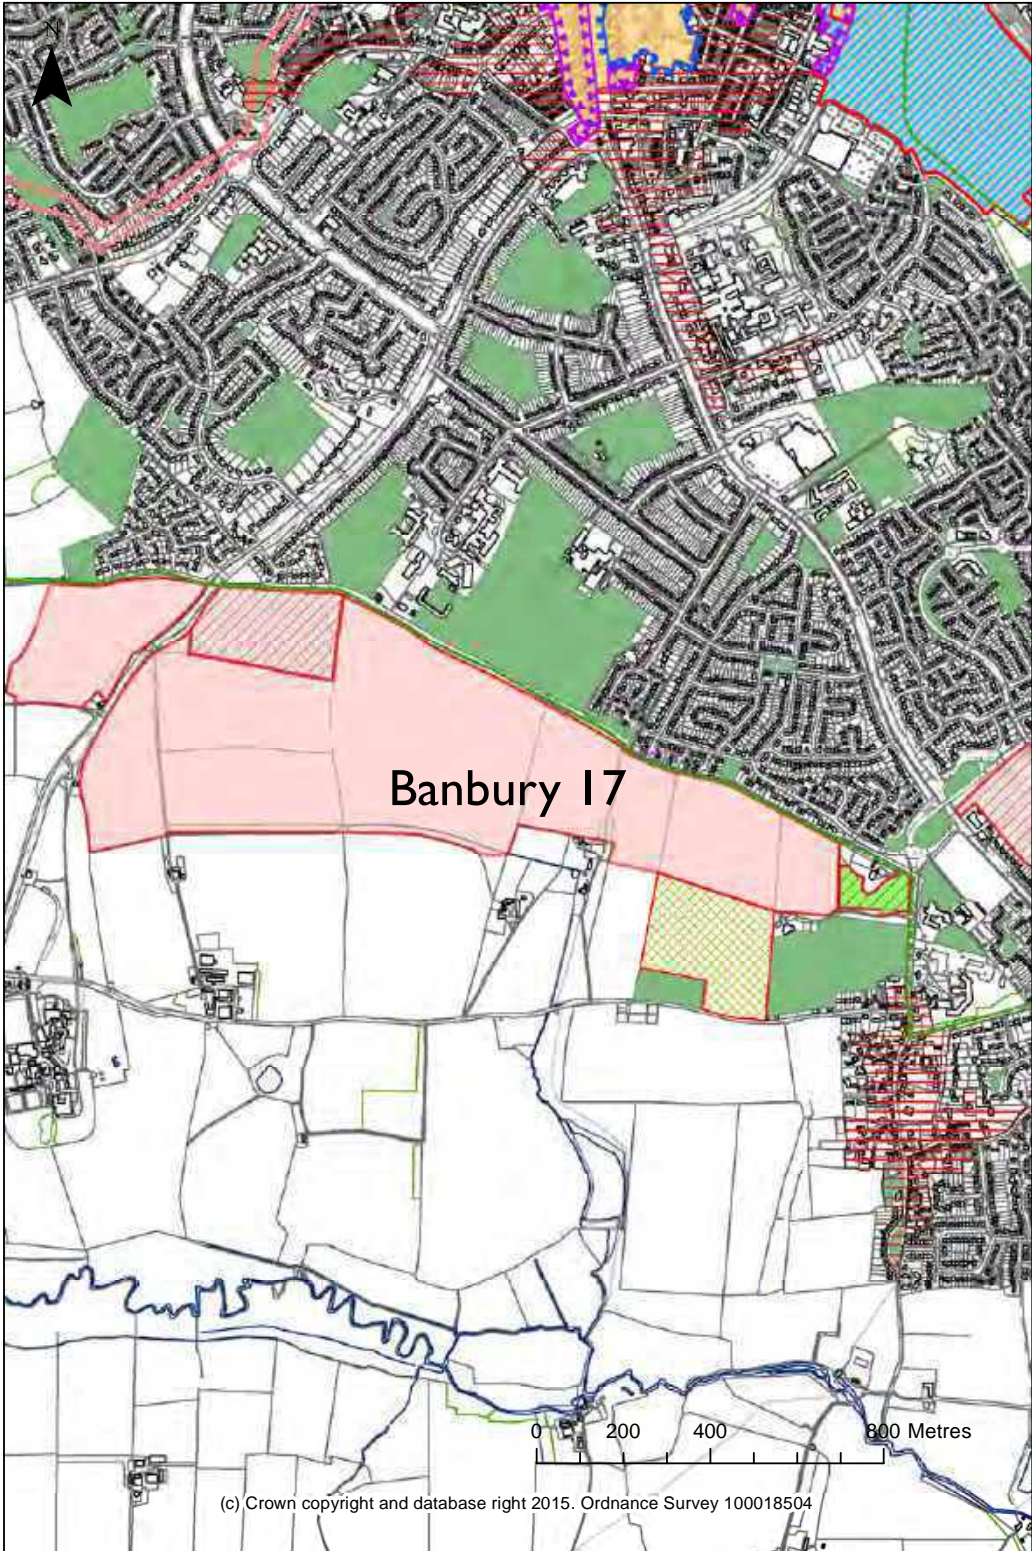 N
Banbury 17
0 200 400 800 Metres
(c) Crown copyright and database right 2015. Ordnance Survey 100018504